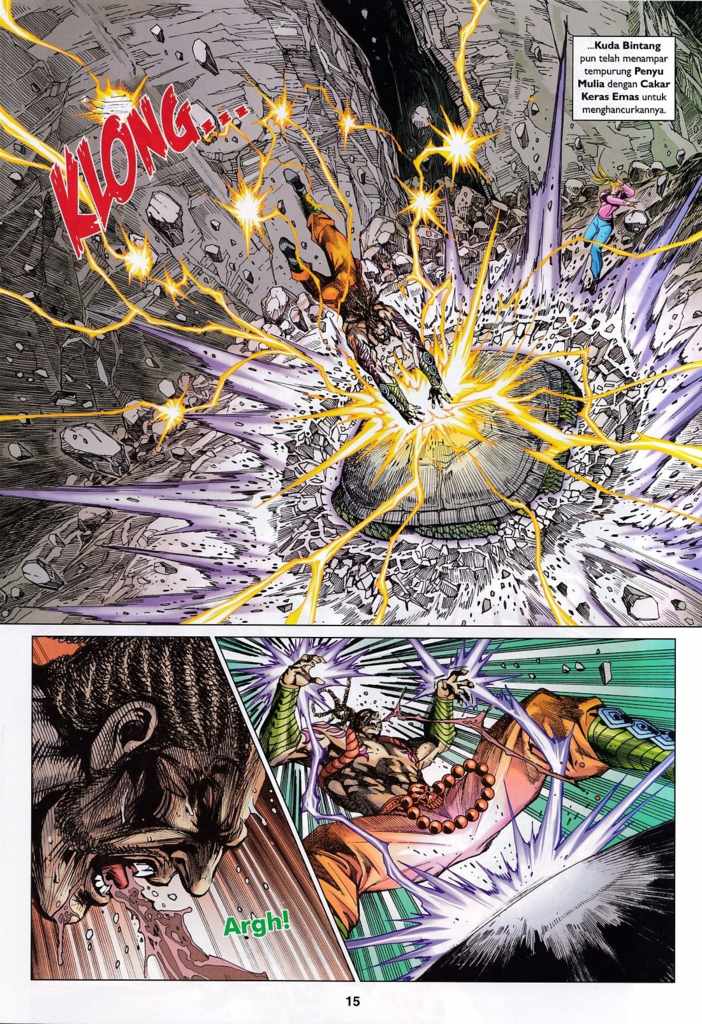 ...Kuda Bintang
pun telah menampar
tempurung Penyu
Mulia dengan Cakar
Keras Emas untuk
menghancurkannya.
KLONG...
Argh!
15